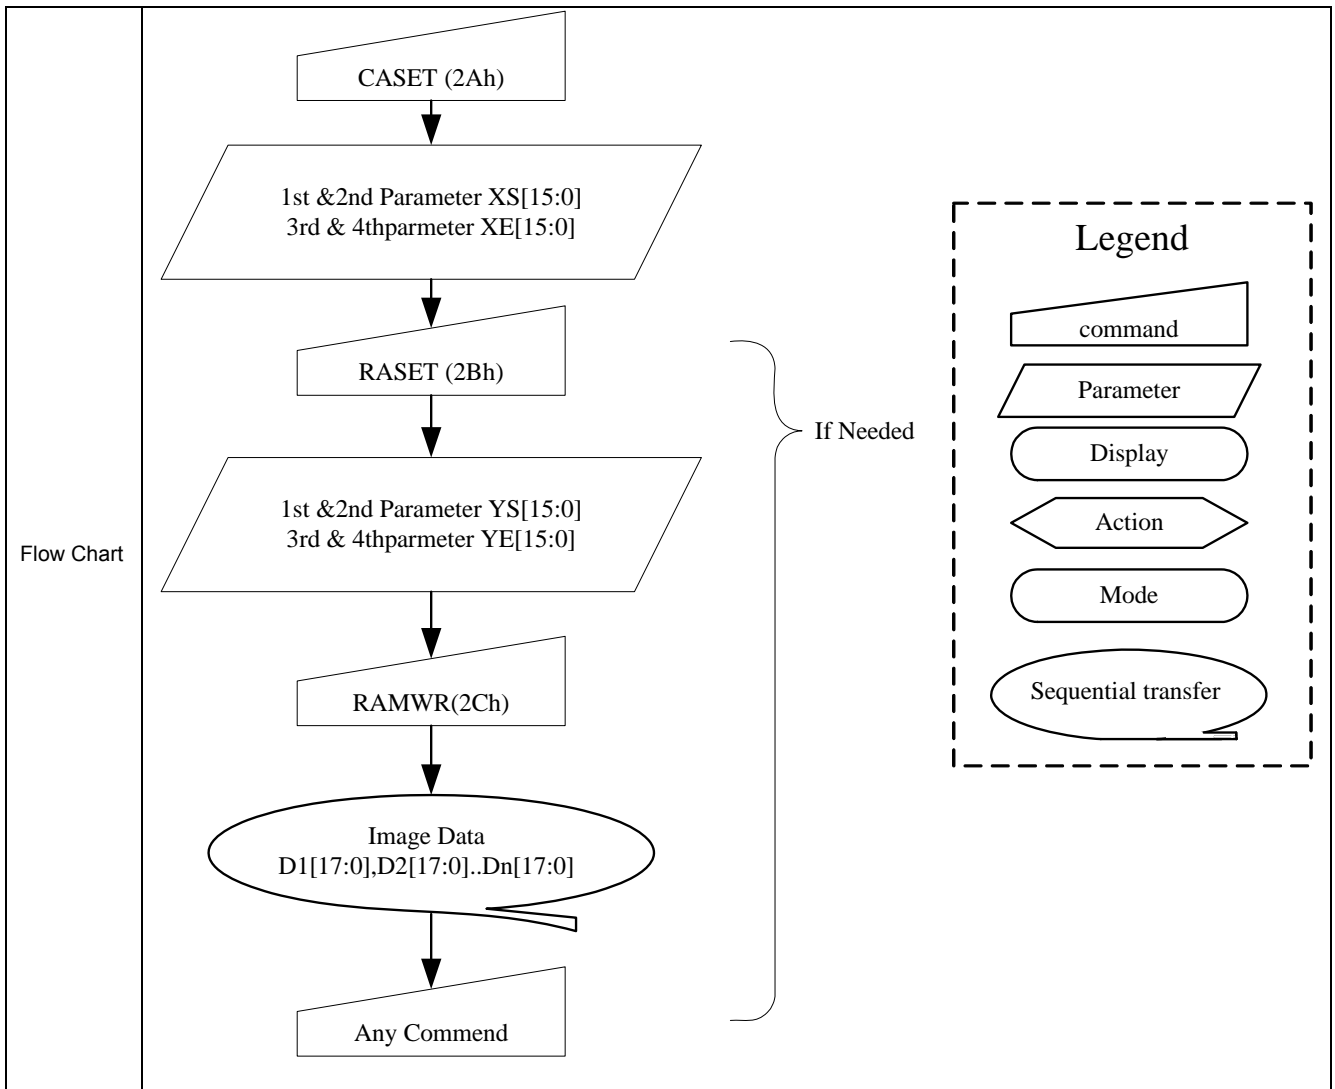 Flow Chart
CASET (2Ah)
1st &2nd Parameter XS[15:0]
3rd & 4thparmeter XE[15:0]
RASET (2Bh)
1st &2nd Parameter YS[15:0]
3rd & 4thparmeter YE[15:0]
RAMWR(2Ch)
Image Data
D1[17:0],D2[17:0]..Dn[17:0]
Any Commend
If Needed
Legend
command
Parameter
Display
Action
Mode
Sequential transfer